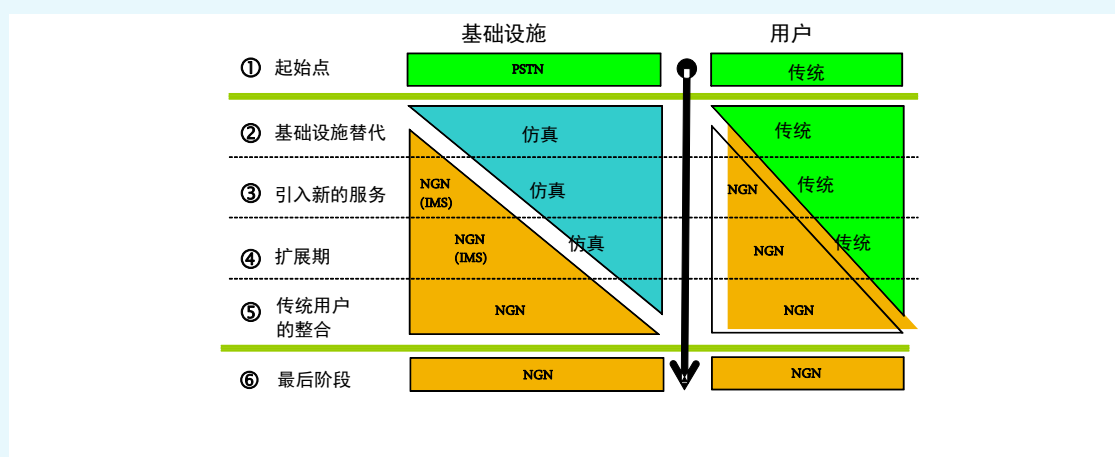 基础设施 用户
① 起始点 PSTN 传统
② 基础设施替代 仿真 传统
③ 引入新的服务 NGN (IMS) 仿真 NGN 传统
④ 扩展期 NGN (IMS) 仿真 NGN 传统
⑤ 传统用户 NGN NGN
的整合
⑥ 最后阶段 NGN NGN